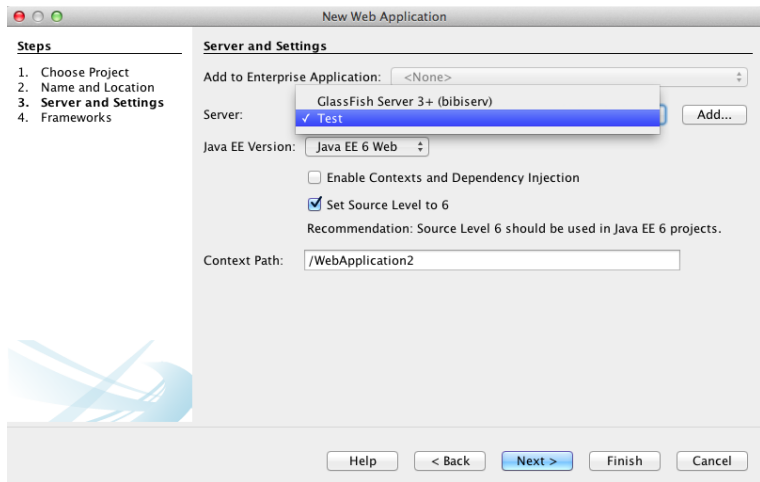 New Web Application
Steps
1. Choose Project
2. Name and Location
3. Server and Settings
4. Frameworks
Server and Settings
Add to Enterprise Application: <None>
GlassFish Server 3+ (bibiserv)
Server: ✓ Test Add...
Java EE Version: Java EE 6 Web
Enable Contexts and Dependency Injection
Set Source Level to 6
Recommendation: Source Level 6 should be used in Java EE 6 projects.
Context Path: /WebApplication2
Help < Back Next > Finish Cancel